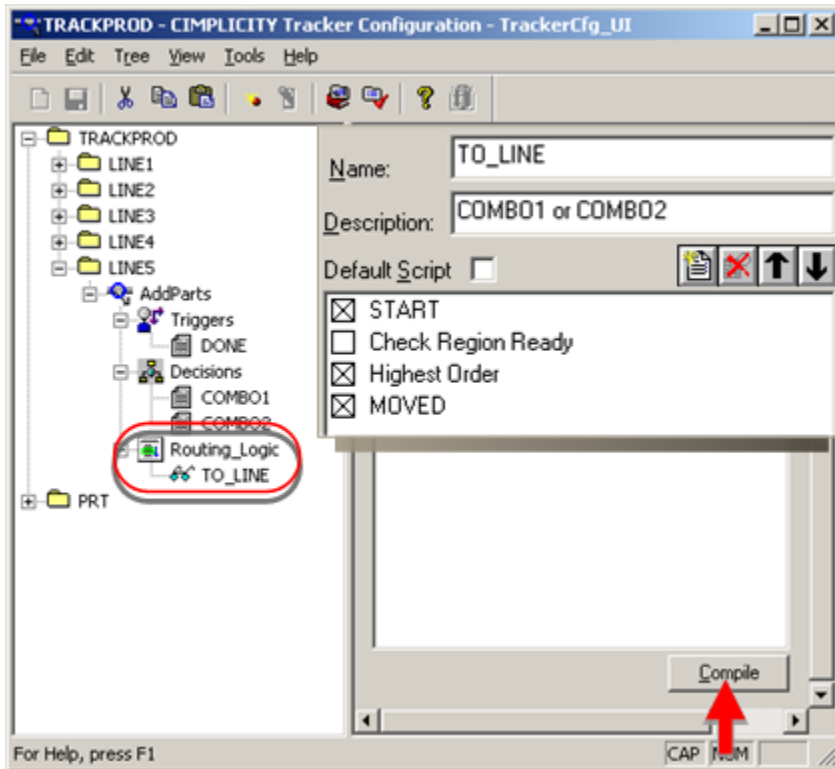 TRACKPROD - CIMPLICITY Tracker Configuration - TrackerCfg_UI
File Edit Tree View Tools Help
TRACKPROD
LINE1
LINE2
LINE3
LINE4
LINE5
AddParts
Triggers
DONE
Decisions
COMBO1
COMBO2
Routing_Logic
TO_LINE
PRT
Name: TO_LINE
Description: COMBO1 or COMBO2
Default Script
START
Check Region Ready
Highest Order
MOVED
Compile
For Help, press F1
CAP NUM